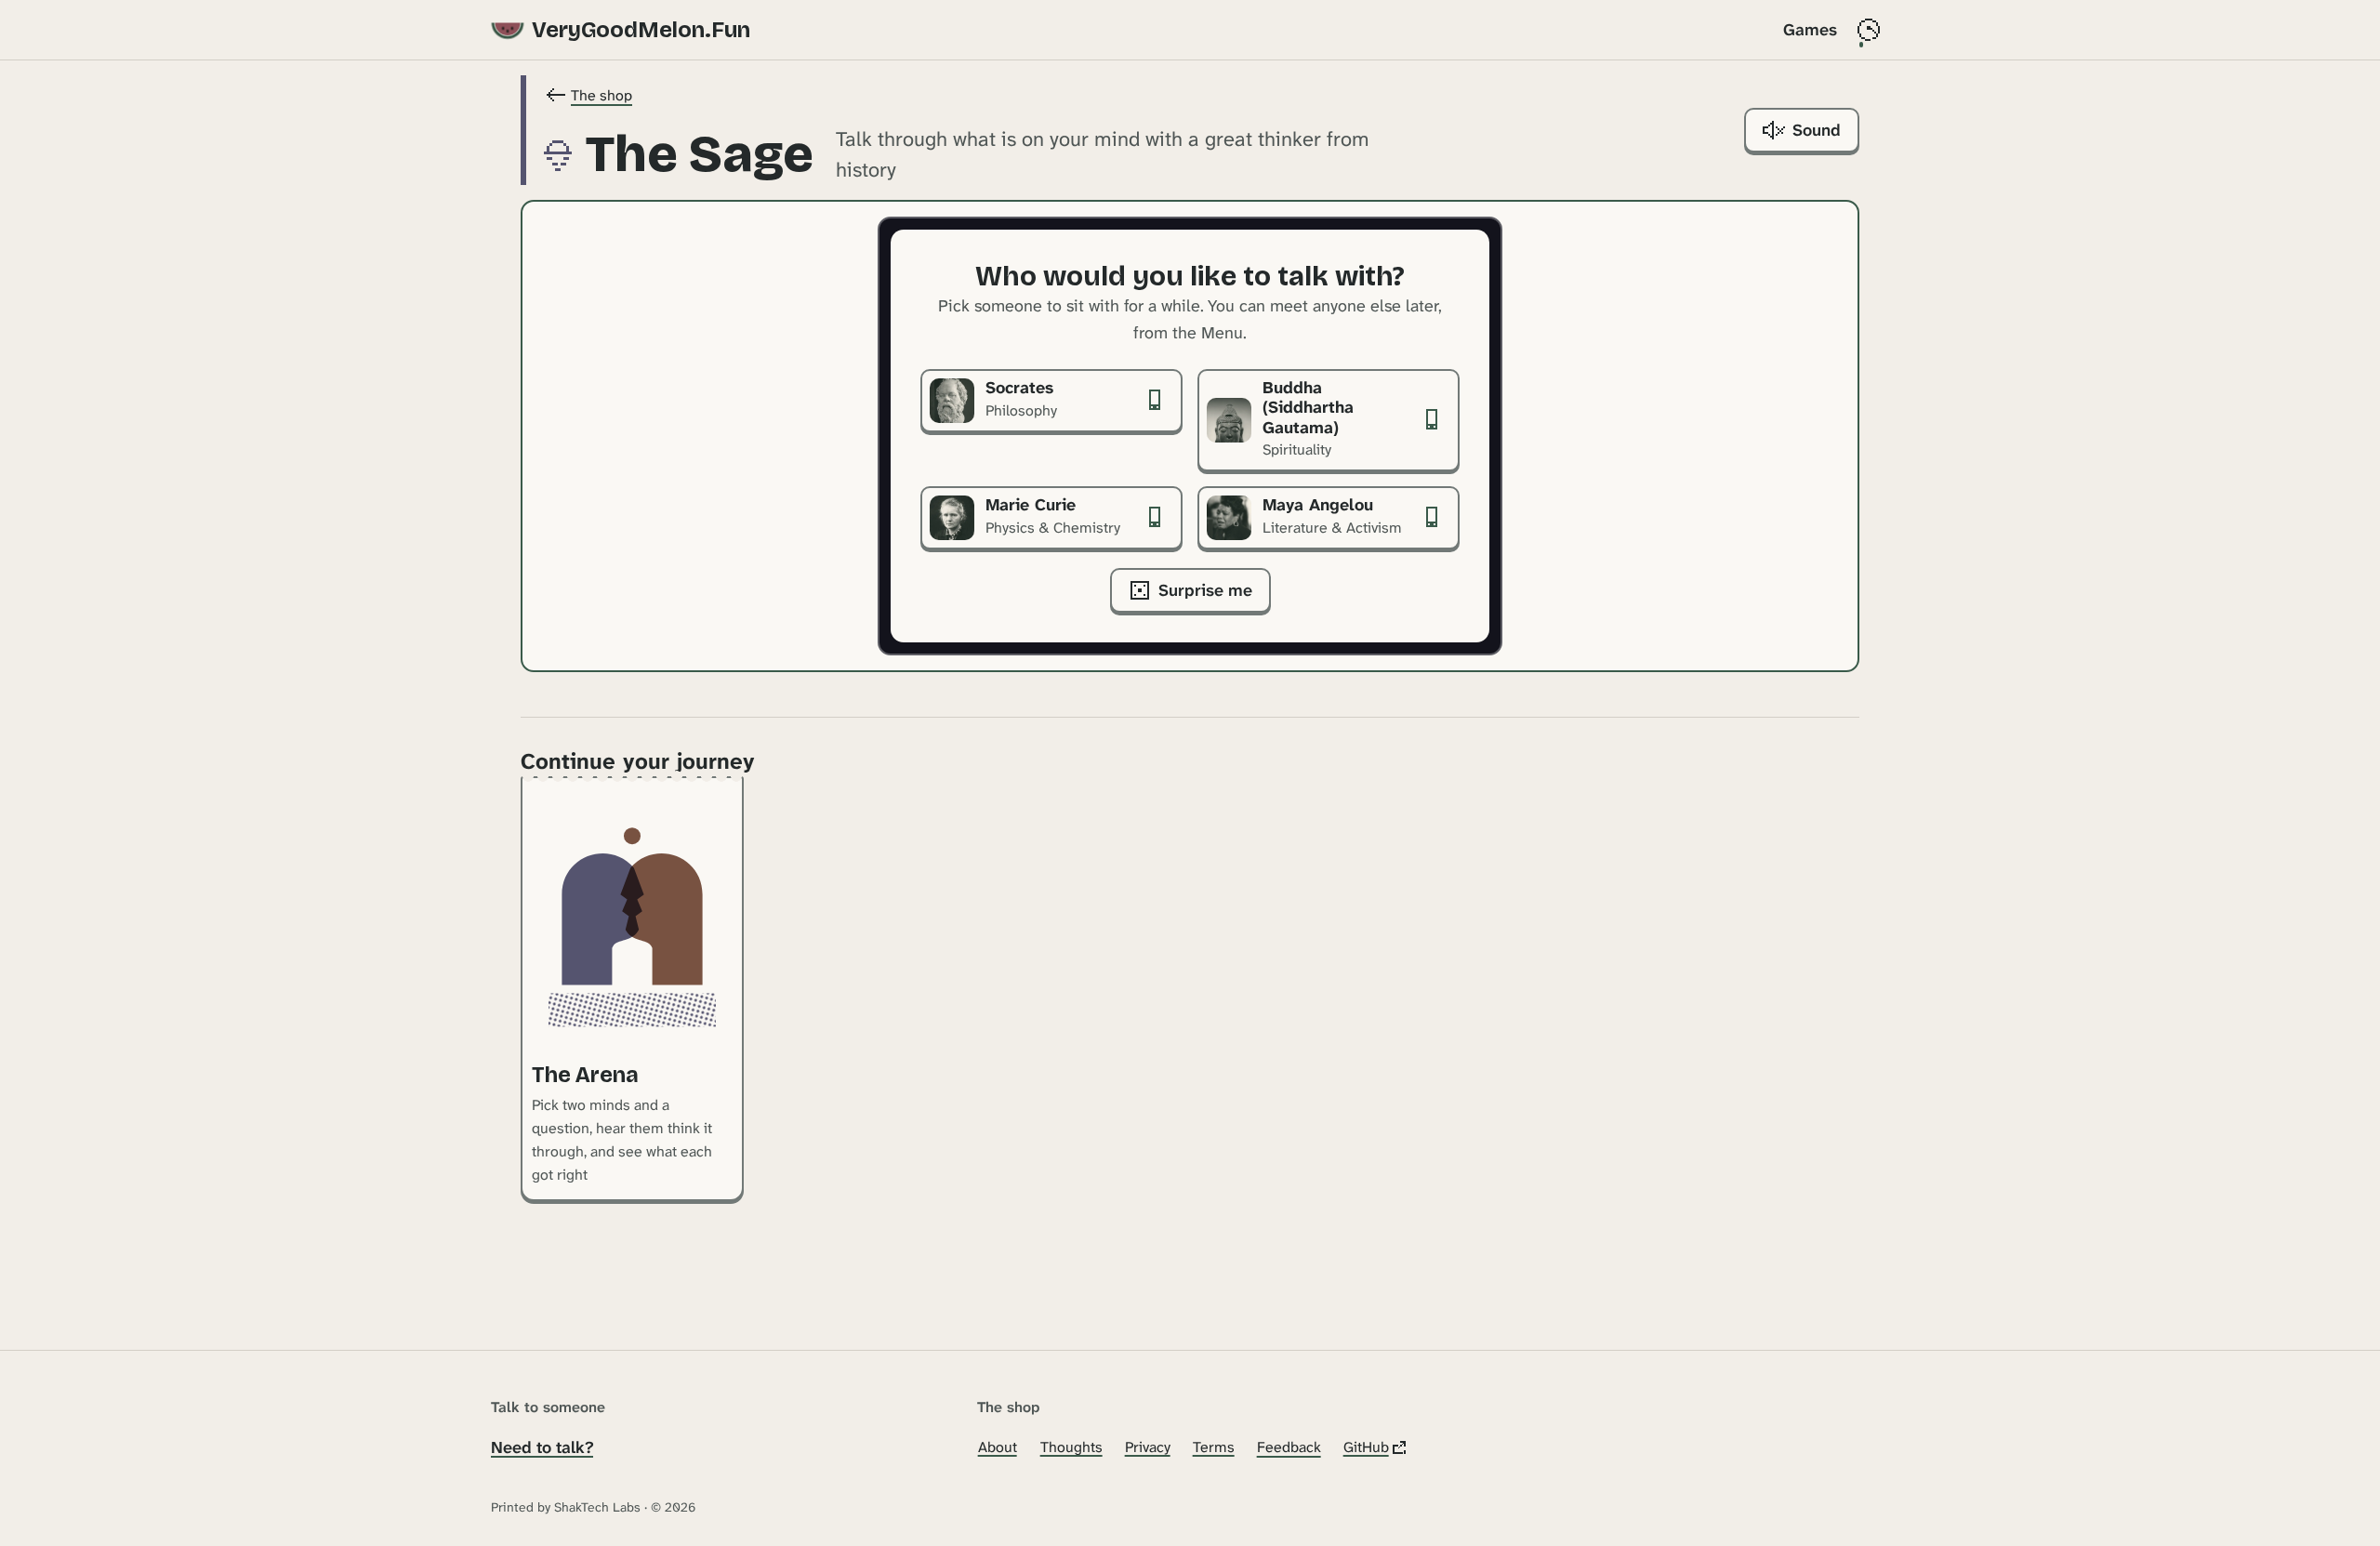 VeryGoodMelon.Fun
Games
The shop
The Sage
Talk through what is on your mind with a great thinker from
history
Sound
Who would you like to talk with?
Pick someone to sit with for a while. You can meet anyone else later,
from the Menu.
Socrates
Philosophy
Buddha
(Siddhartha
Gautama)
Spirituality
Marie Curie
Physics & Chemistry
Maya Angelou
Literature & Activism
Surprise me
Continue your journey
The Arena
Pick two minds and a
question, hear them think it
through, and see what each
got right
Talk to someone
Need to talk?
The shop
About Thoughts Privacy Terms Feedback GitHub
Printed by ShakTech Labs · © 2026